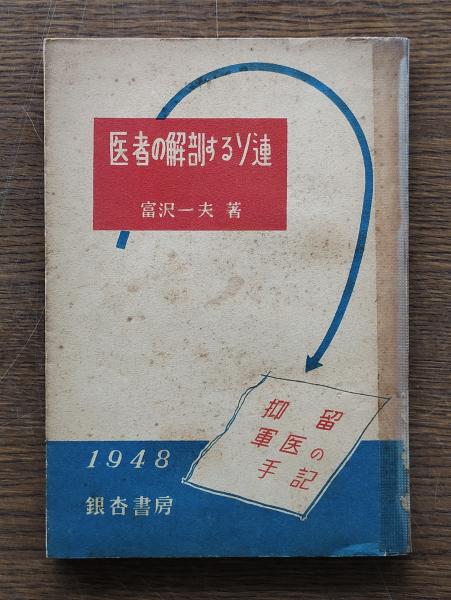 医者の解剖するソ連
富沢一夫 著
抑留
軍医の
手記
1948
銀杏書房